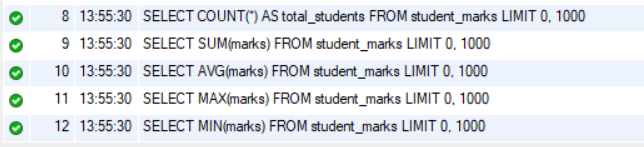 8 13:55:30 SELECT COUNT(*) AS total_students FROM student_marks LIMIT 0, 1000
9 13:55:30 SELECT SUM(marks) FROM student_marks LIMIT 0, 1000
10 13:55:30 SELECT AVG(marks) FROM student_marks LIMIT 0, 1000
11 13:55:30 SELECT MAX(marks) FROM student_marks LIMIT 0, 1000
12 13:55:30 SELECT MIN(marks) FROM student_marks LIMIT 0, 1000